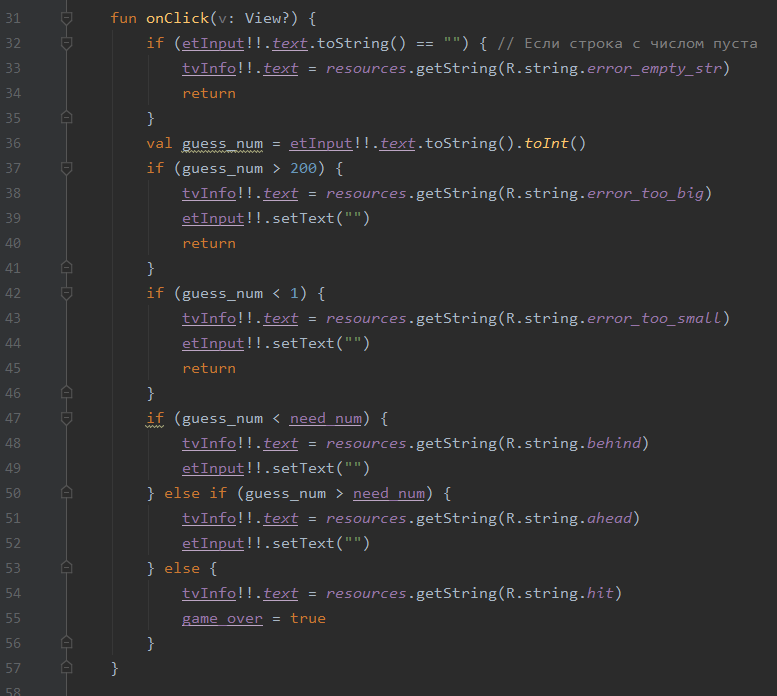 31 fun onClick(v: View?) {
32 if (etInput!!.text.toString() == "") { // Если строка с числом пуста
33 tvInfo!!.text = resources.getString(R.string.error_empty_str)
34 return
35 }
36 val guess_num = etInput!!.text.toString().toInt()
37 if (guess_num > 200) {
38 tvInfo!!.text = resources.getString(R.string.error_too_big)
39 etInput!!.setText("")
40 return
41 }
42 if (guess_num < 1) {
43 tvInfo!!.text = resources.getString(R.string.error_too_small)
44 etInput!!.setText("")
45 return
46 }
47 if (guess_num < need_num) {
48 tvInfo!!.text = resources.getString(R.string.behind)
49 etInput!!.setText("")
50 } else if (guess_num > need_num) {
51 tvInfo!!.text = resources.getString(R.string.ahead)
52 etInput!!.setText("")
53 } else {
54 tvInfo!!.text = resources.getString(R.string.hit)
55 game_over = true
56 }
57 }
58